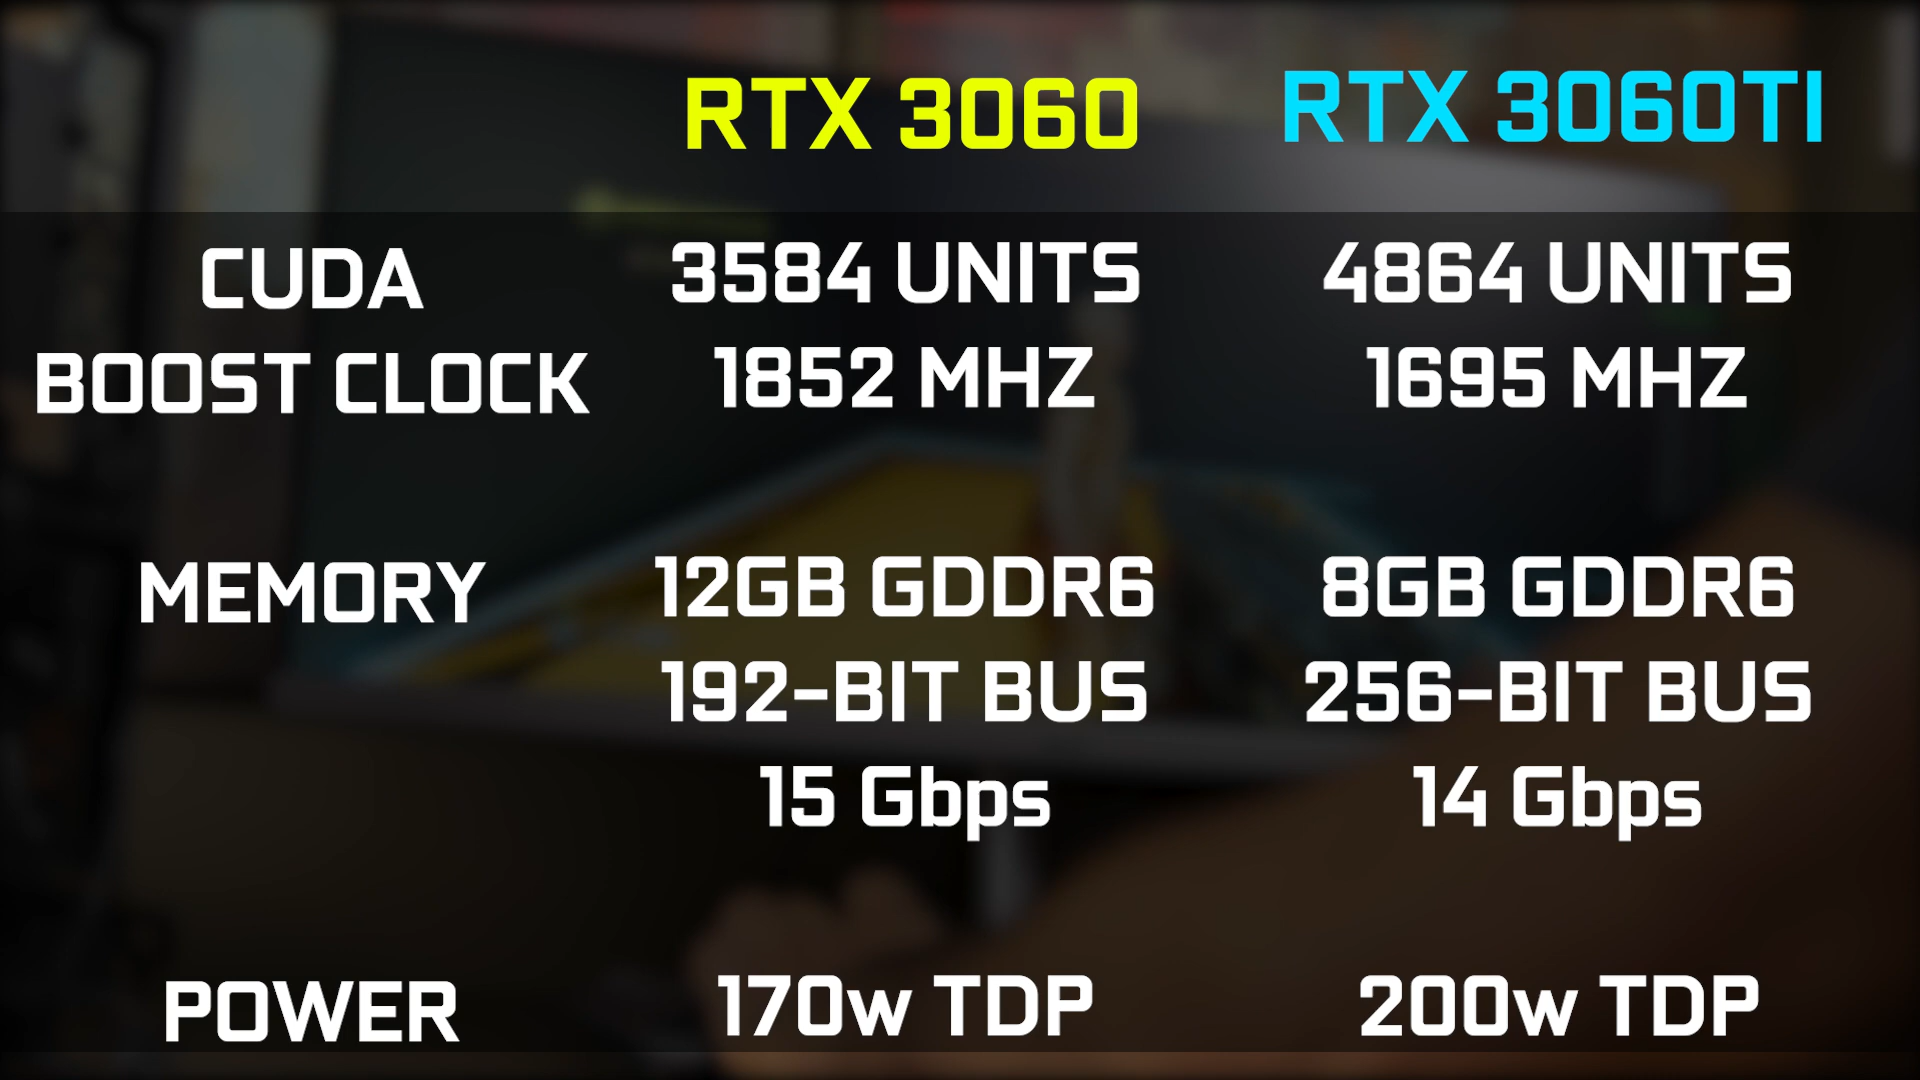 RTX 3060 RTX 3060TI
CUDA 3584 UNITS 4864 UNITS
BOOST CLOCK 1852 MHZ 1695 MHZ
MEMORY 12GB GDDR6 8GB GDDR6
192-BIT BUS 256-BIT BUS
15 Gbps 14 Gbps
POWER 170w TDP 200w TDP